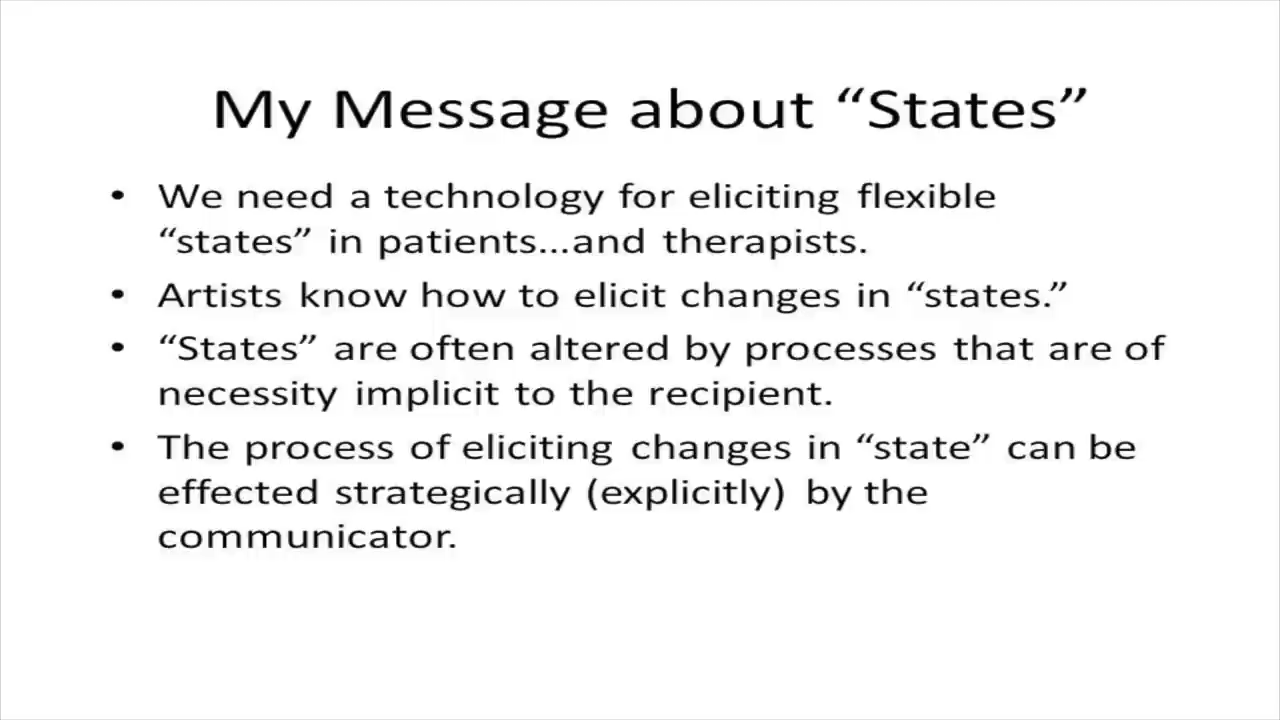 My Message about “States”
• We need a technology for eliciting flexible
“states” in patients...and therapists.
• Artists know how to elicit changes in “states.”
• “States” are often altered by processes that are of
necessity implicit to the recipient.
• The process of eliciting changes in “state” can be
effected strategically (explicitly) by the
communicator.